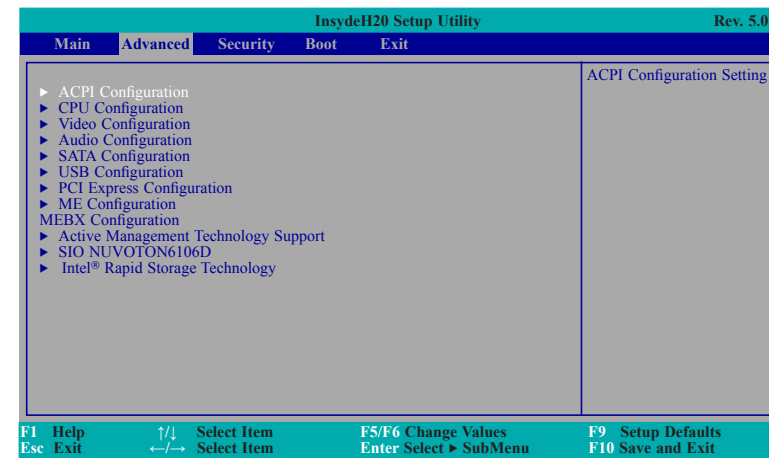 InsydeH20 Setup Utility Rev. 5.0
Main Advanced Security Boot Exit
► ACPI Configuration
► CPU Configuration
► Video Configuration
► Audio Configuration
► SATA Configuration
► USB Configuration
► PCI Express Configuration
► ME Configuration
MEBX Configuration
► Active Management Technology Support
► SIO NUVOTON6106D
► Intel® Rapid Storage Technology
ACPI Configuration Setting
F1 Help ↑/↓ Select Item F5/F6 Change Values F9 Setup Defaults
Esc Exit ←/→ Select Item Enter Select ► SubMenu F10 Save and Exit